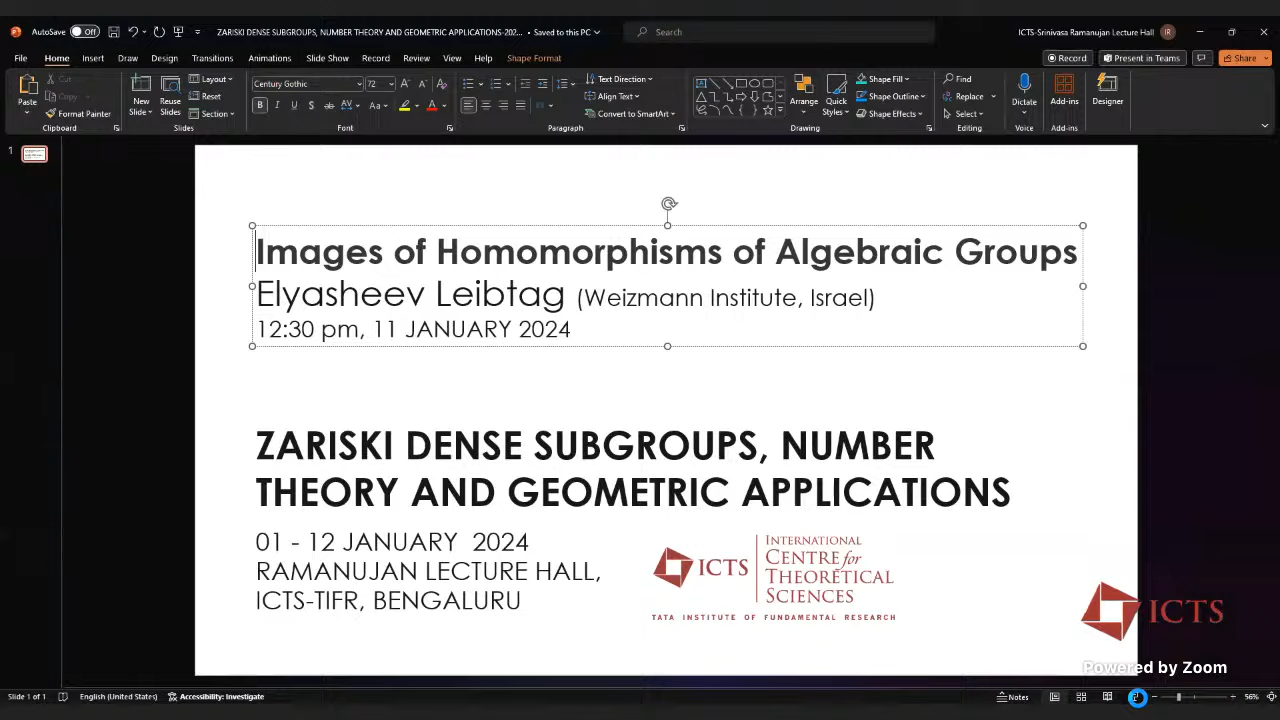 AutoSave Off
ZARISKI DENSE SUBGROUPS, NUMBER THEORY AND GEOMETRIC APPLICATIONS-202... • Saved to this PC
Search
ICTS-Srinivasa Ramanujan Lecture Hall IR
File Home Insert Draw Design Transitions Animations Slide Show Record Review View Help Shape Format
Record Present in Teams Share
Paste Cut Copy Format Painter
Clipboard
New Slide Reuse Slides Layout Reset Section
Slides
Century Gothic 72
B I U S ab AV Aa A
Font
Text Direction Align Text Convert to SmartArt
Paragraph
Arrange Quick Styles Shape Fill Shape Outline Shape Effects
Drawing
Find Replace Select
Editing
Dictate
Voice
Add-ins
Add-ins
Designer
1
Images of Homomorphisms of Algebraic Groups
Elyasheev Leibtag (Weizmann Institute, Israel)
12:30 pm, 11 JANUARY 2024
ZARISKI DENSE SUBGROUPS, NUMBER
THEORY AND GEOMETRIC APPLICATIONS
01 - 12 JANUARY 2024
RAMANUJAN LECTURE HALL,
ICTS-TIFR, BENGALURU
ICTS
INTERNATIONAL
CENTRE for
THEORETICAL
SCIENCES
TATA INSTITUTE OF FUNDAMENTAL RESEARCH
ICTS
Powered by Zoom
Slide 1 of 1 English (United States) Accessibility: Investigate
Notes 56%